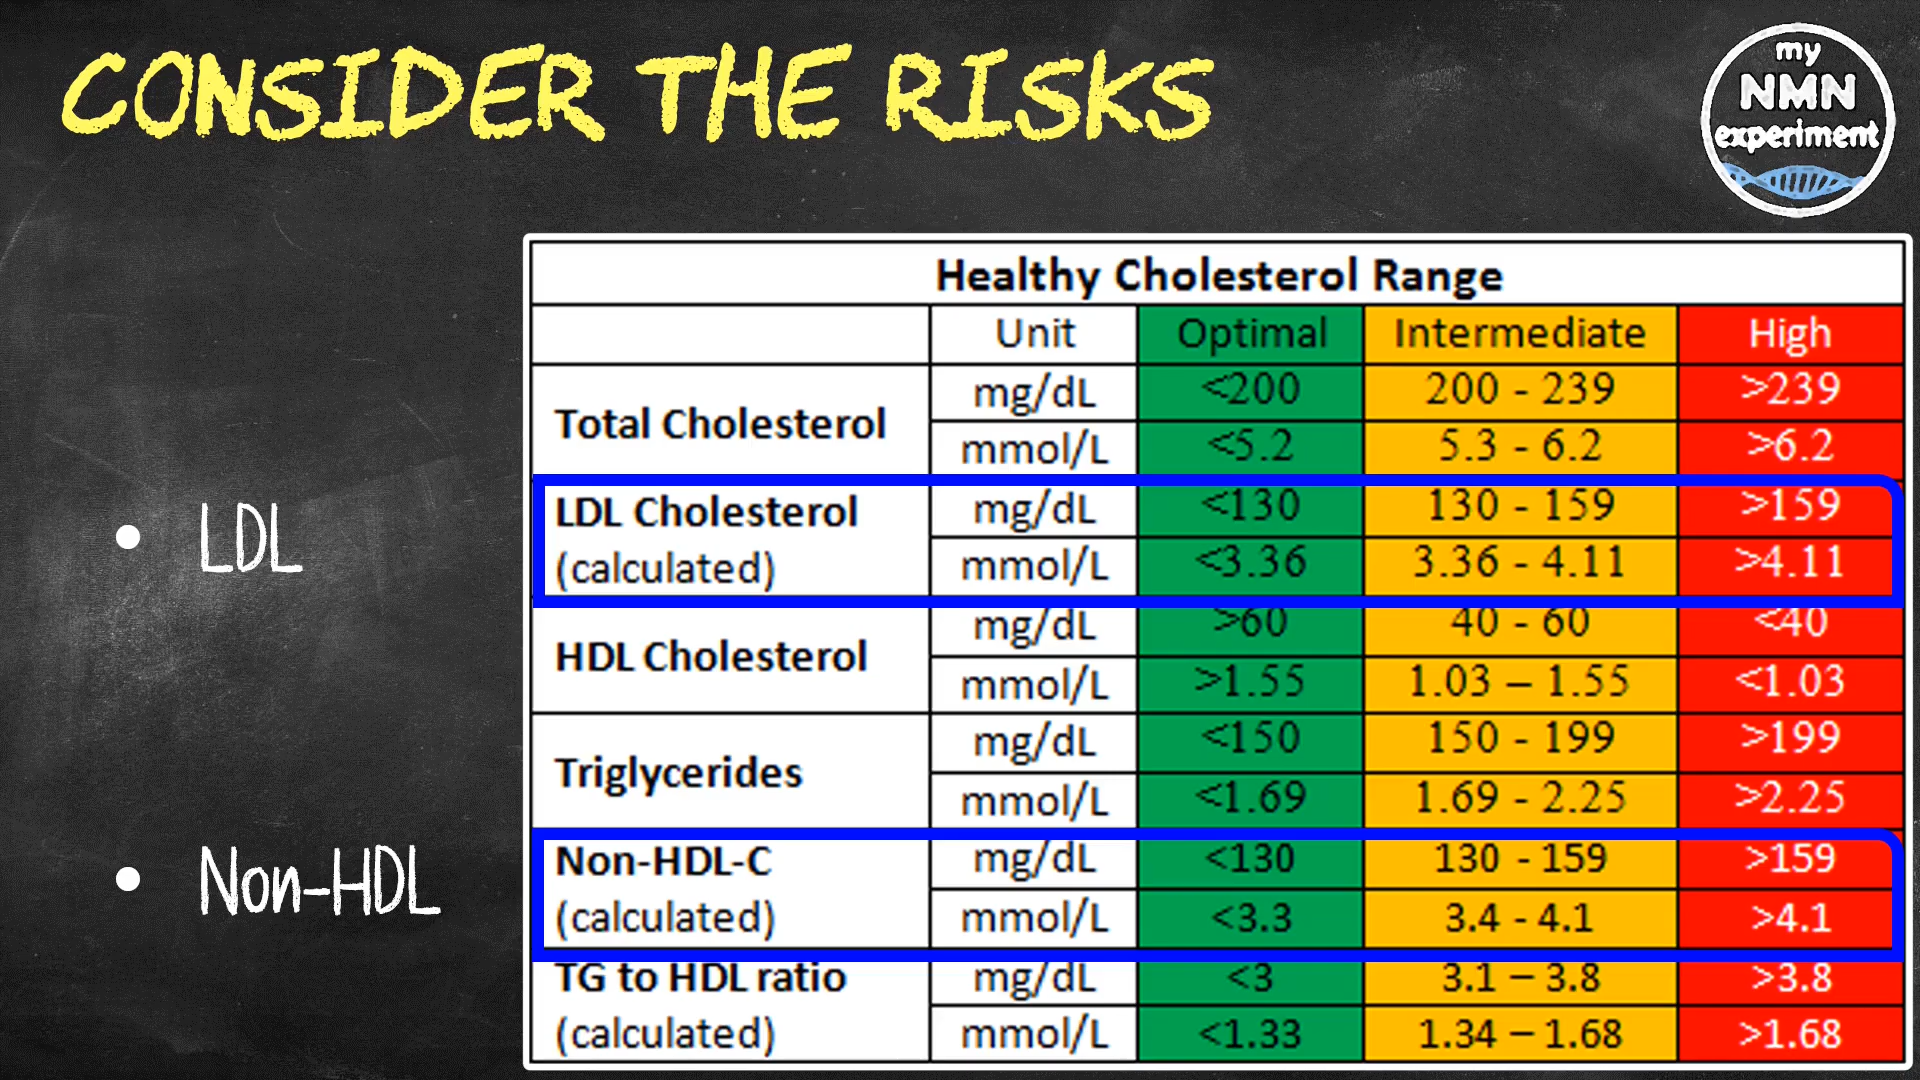 CONSIDER THE RISKS
my
NMN
experiment
Healthy Cholesterol Range
Unit Optimal Intermediate High
Total Cholesterol mg/dL <200 200 - 239 >239
mmol/L <5.2 5.3 - 6.2 >6.2
• LDL
LDL Cholesterol (calculated) mg/dL <130 130 - 159 >159
mmol/L <3.36 3.36 - 4.11 >4.11
HDL Cholesterol mg/dL >60 40 - 60 <40
mmol/L >1.55 1.03 – 1.55 <1.03
Triglycerides mg/dL <150 150 - 199 >199
mmol/L <1.69 1.69 - 2.25 >2.25
• Non-HDL
Non-HDL-C (calculated) mg/dL <130 130 - 159 >159
mmol/L <3.3 3.4 - 4.1 >4.1
TG to HDL ratio (calculated) mg/dL <3 3.1 – 3.8 >3.8
mmol/L <1.33 1.34 – 1.68 >1.68